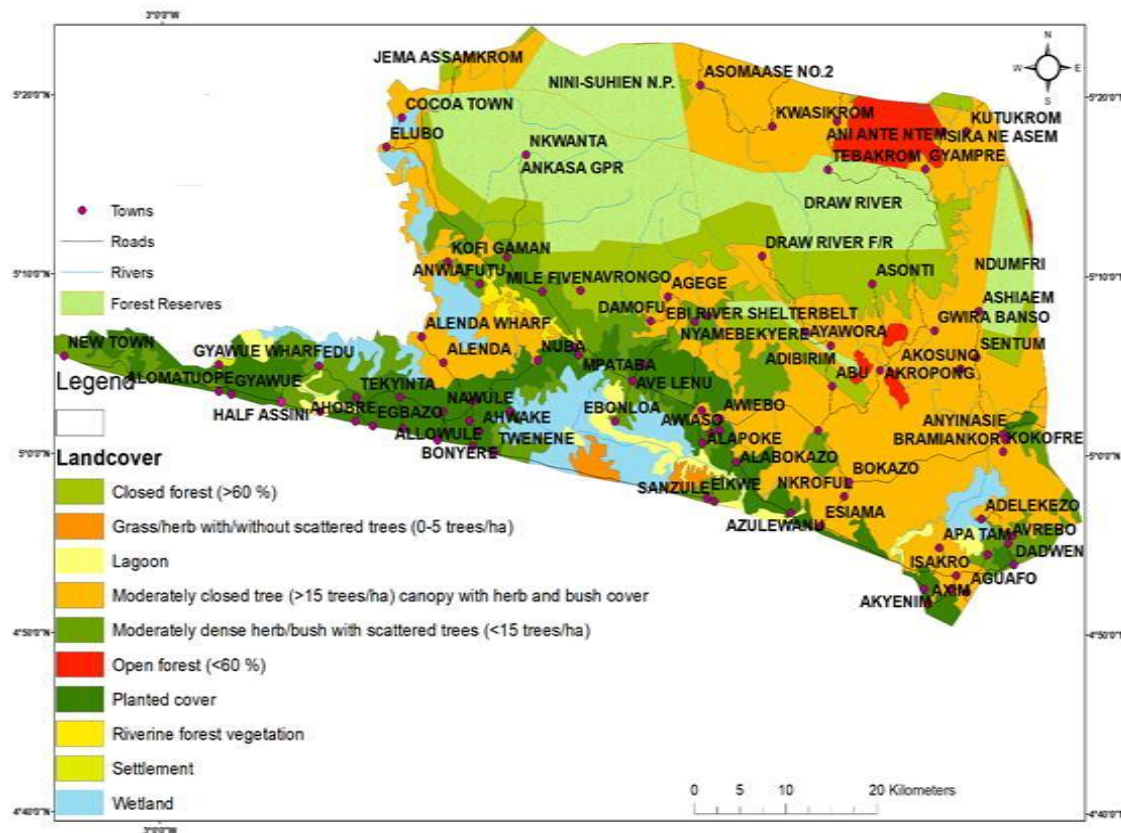 3°0'0"W
N
W E
S
JEMA ASSAMKROM
NINI-SUHIEN N.P.
ASOMAASE NO.2
5°20'0"N
5°20'0"N
COCOA TOWN
KWASIKROM
KUTUKROM
ELUBO
NKWANTA
ANI ANTE NTEM
SIKA NE ASEM
ANKASA GPR
TEBAKROM
GYAMPRE
Towns
DRAW RIVER
Roads
KOFI GAMAN
DRAW RIVER F/R
Rivers
ANWIAFUTU
MILE FIVE
NAVRONGO
AGEGE
ASONTI
NDUMFRI
5°10'0"N
5°10'0"N
Forest Reserves
DAMOFU
EBI RIVER SHELTERBELT
ASHIAEM
GWIRA BANSO
ALENDA WHARF
NYAMEBEKYERE
AYAWORA
SENTUM
NEW TOWN
GYAWUE WHARF
EDU
ALENDA
NUBA
MPATABA
ADIBIRIM
ABU
AKOSUNO
AKROPONG
Legend
ALOMATUOPE
GYAWUE
TEKYINTA
AVE LENU
HALF ASSINI
AHOBRE
EGBAZO
NAWULE
AHWAKE
EBONLOA
AWIASO
AWIEBO
ANYINASIE
ALLOWULE
TWENENE
ALAPOKE
BRAMIANKOR
KOKOFRE
5°0'0"N
5°0'0"N
BONYERE
ALABOKAZO
BOKAZO
Landcover
SANZULE
EIKWE
NKROFUL
Closed forest (>60 %)
AZULEWANU
ESIAMA
ADELEKEZO
Grass/herb with/without scattered trees (0-5 trees/ha)
APA TAM
AVREBO
Lagoon
ISAKRO
DADWEN
Moderately closed tree (>15 trees/ha) canopy with herb and bush cover
AKYENIM
AXIM
AGUAFO
Moderately dense herb/bush with scattered trees (<15 trees/ha)
4°50'0"N
4°50'0"N
Open forest (<60 %)
Planted cover
Riverine forest vegetation
Settlement
0 5 10 20 Kilometers
Wetland
4°40'0"N
4°40'0"N
3°0'0"W